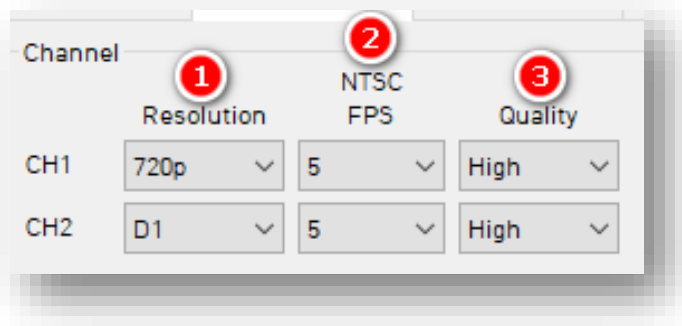 Channel
1
2
3
NTSC
Resolution FPS Quality
CH1 720p 5 High
CH2 D1 5 High